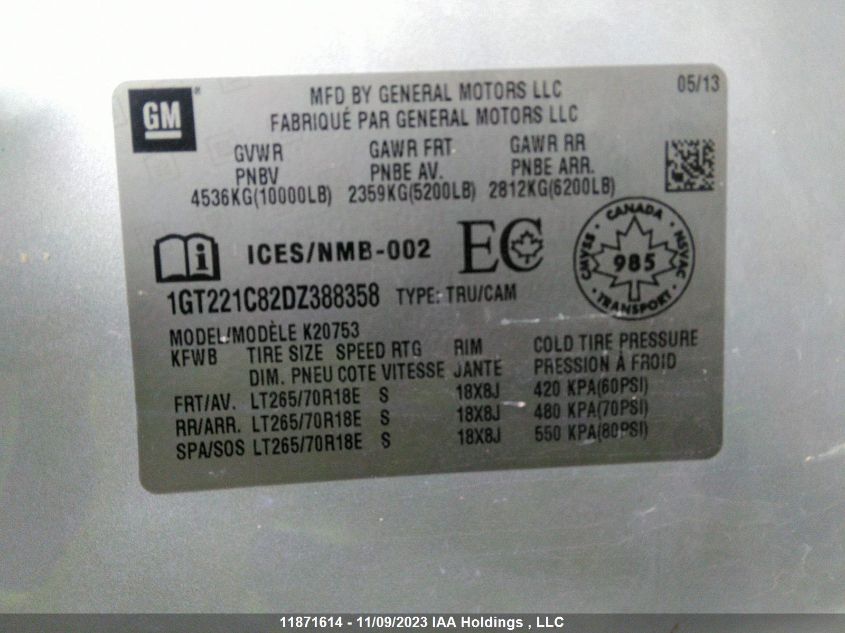 GM
MFD BY GENERAL MOTORS LLC
05/13
FABRIQUÉ PAR GENERAL MOTORS LLC
GVWR GAWR FRT GAWR RR
PNBV PNBE AV. PNBE ARR.
4536KG(10000LB) 2359KG(5200LB) 2812KG(6200LB)
i ICES/NMB-002 EC
CANADA
CMVSS 985 NSVAC
TRANSPORT
1GT221C82DZ388358 TYPE: TRU/CAM
MODEL/MODÈLE K20753
KFWB TIRE SIZE SPEED RTG RIM COLD TIRE PRESSURE
DIM. PNEU COTE VITESSE JANTE PRESSION À FROID
FRT/AV. LT265/70R18E S 18X8J 420 KPA(60PSI)
RR/ARR. LT265/70R18E S 18X8J 480 KPA(70PSI)
SPA/SOS LT265/70R18E S 18X8J 550 KPA(80PSI)
11871614 - 11/09/2023 IAA Holdings , LLC